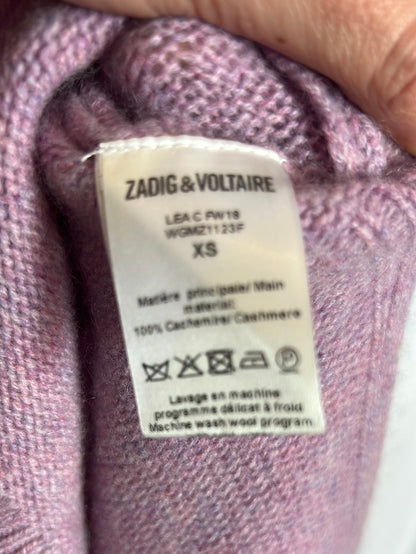 ZADIG & VOLTAIRE
LEA C FW19
WGMZ1123F
XS
Matière principale/ Main
material:
100% Cachemire/ Cashmere
P
Lavage en machine
programme délicat à froid
Machine wash wool program